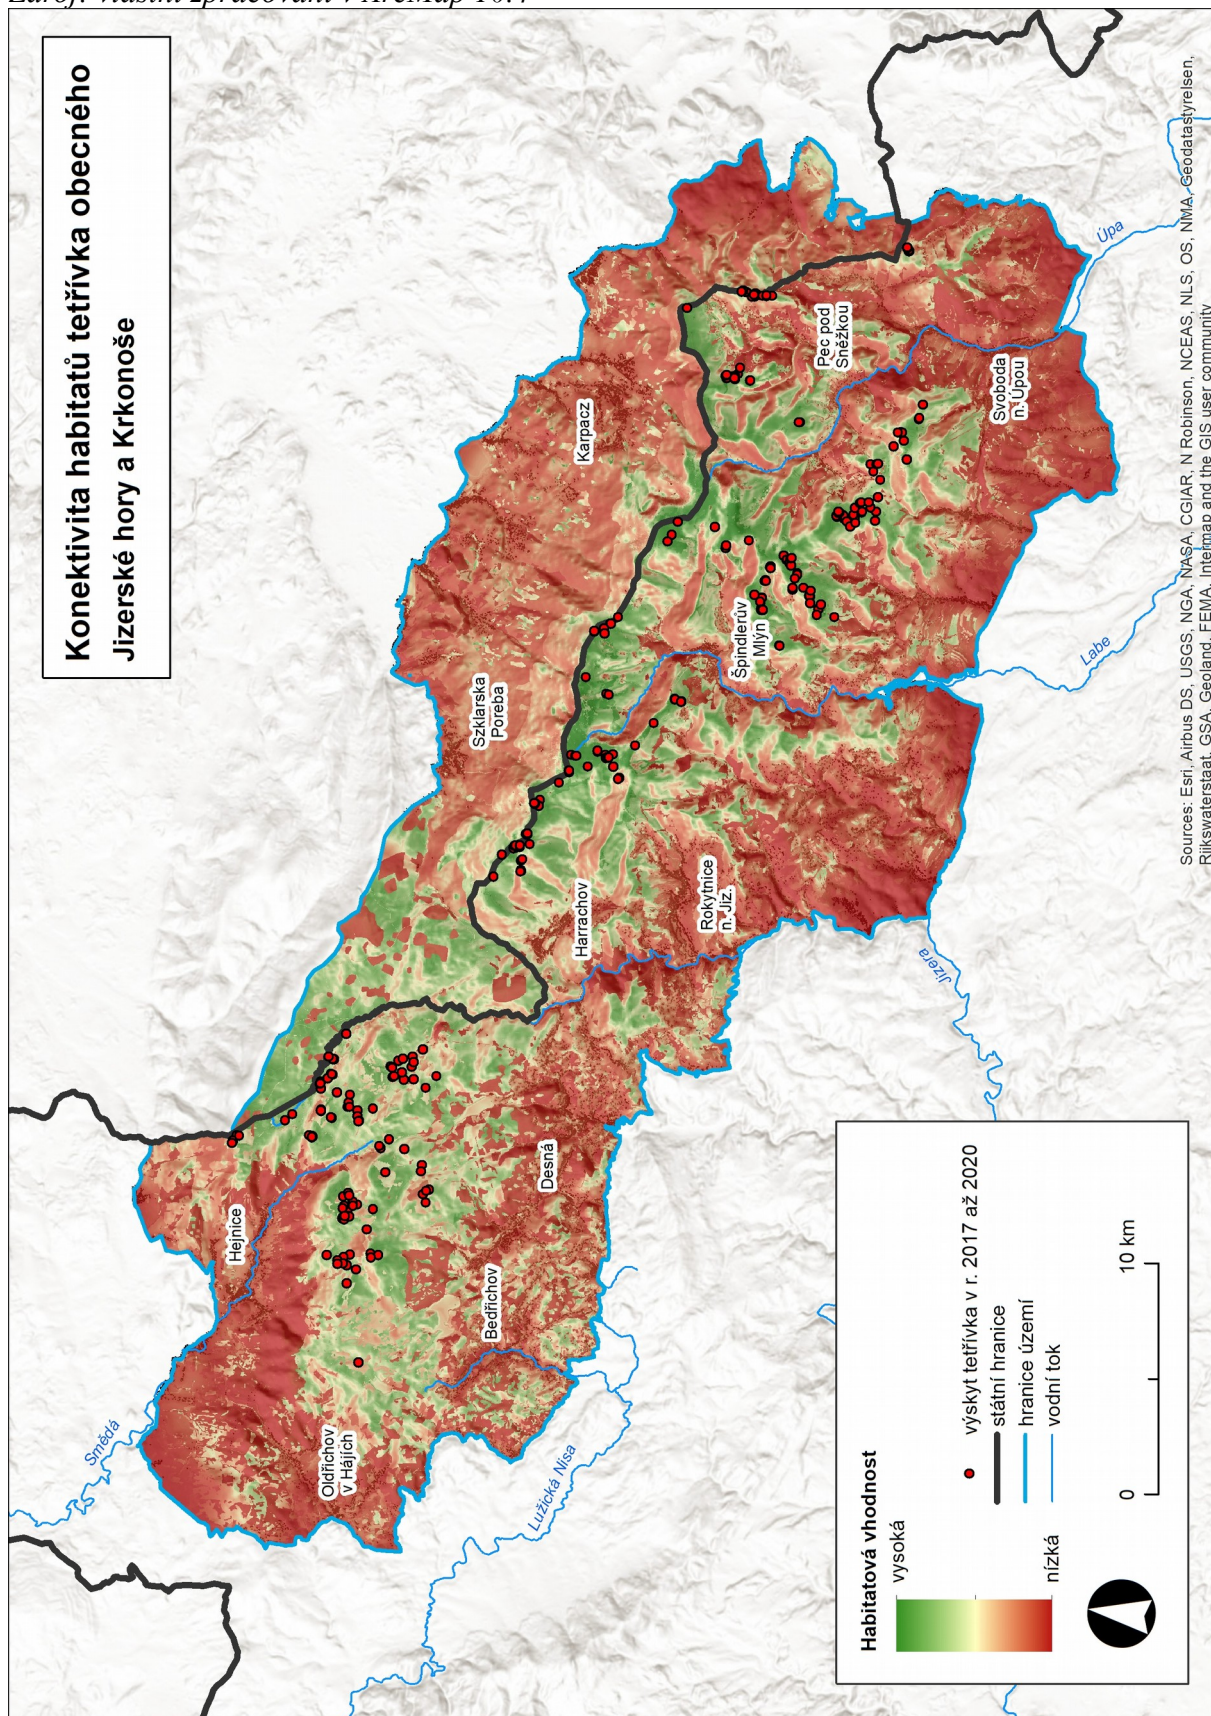 Zdroj: vlastní zpracování v ArcMap 10.7
Konektivita habitatů tetřívka obecného
Jizerské hory a Krkonoše
Smědá
Hejnice
Oldřichov
v Hájích
Bedřichov
Desná
Lužická Nisa
Szklarska
Poreba
Karpacz
Harrachov
Rokytnice
n. Jiz.
Špindlerův
Mlýn
Pec pod
Sněžkou
Svoboda
n. Úpou
Jizera
Labe
Úpa
Habitatová vhodnost
vysoká
nízká
výskyt tetřívka v r. 2017 až 2020
státní hranice
hranice území
vodní tok
0
10 km
Sources: Esri, Airbus DS, USGS, NGA, NASA, CGIAR, N Robinson, NCEAS, NLS, OS, NMA, Geodatastyrelsen,
Rijkswaterstaat, GSA, Geoland, FEMA, Intermap and the GIS user community